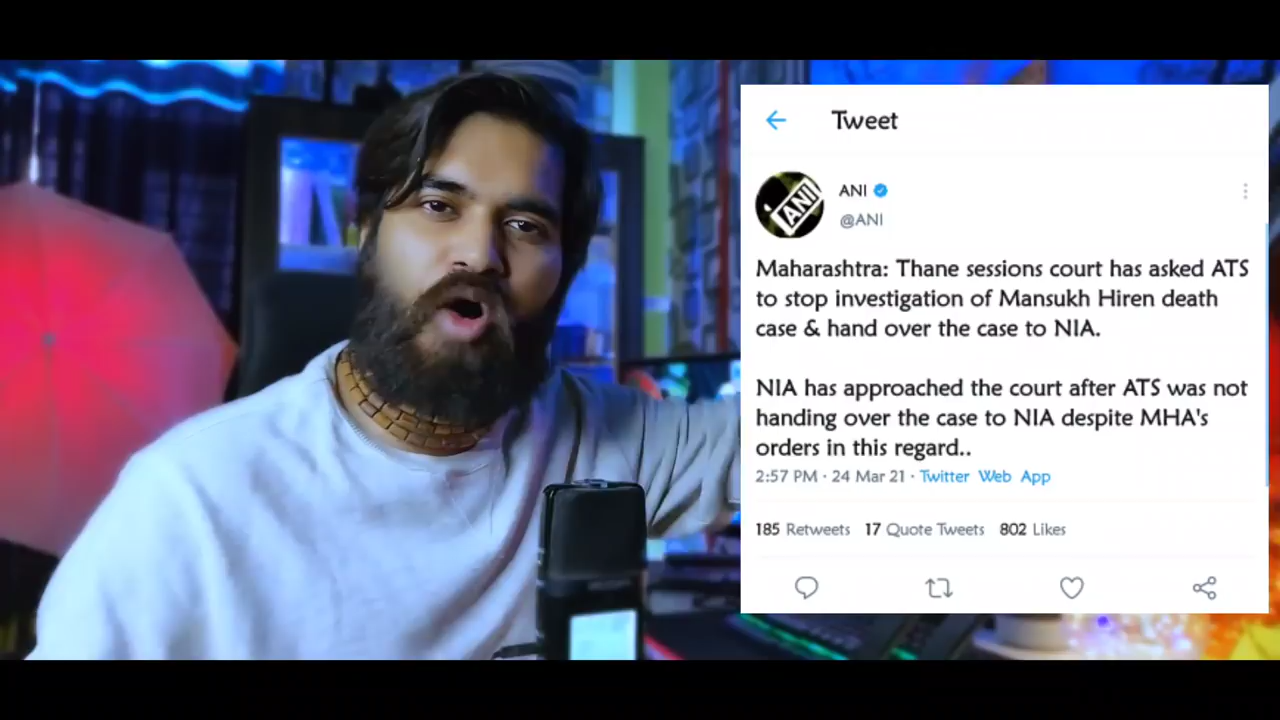 Tweet
ANI
ANI
@ANI
Maharashtra: Thane sessions court has asked ATS
to stop investigation of Mansukh Hiren death
case & hand over the case to NIA.
NIA has approached the court after ATS was not
handing over the case to NIA despite MHA's
orders in this regard..
2:57 PM · 24 Mar 21 · Twitter Web App
185 Retweets 17 Quote Tweets 802 Likes